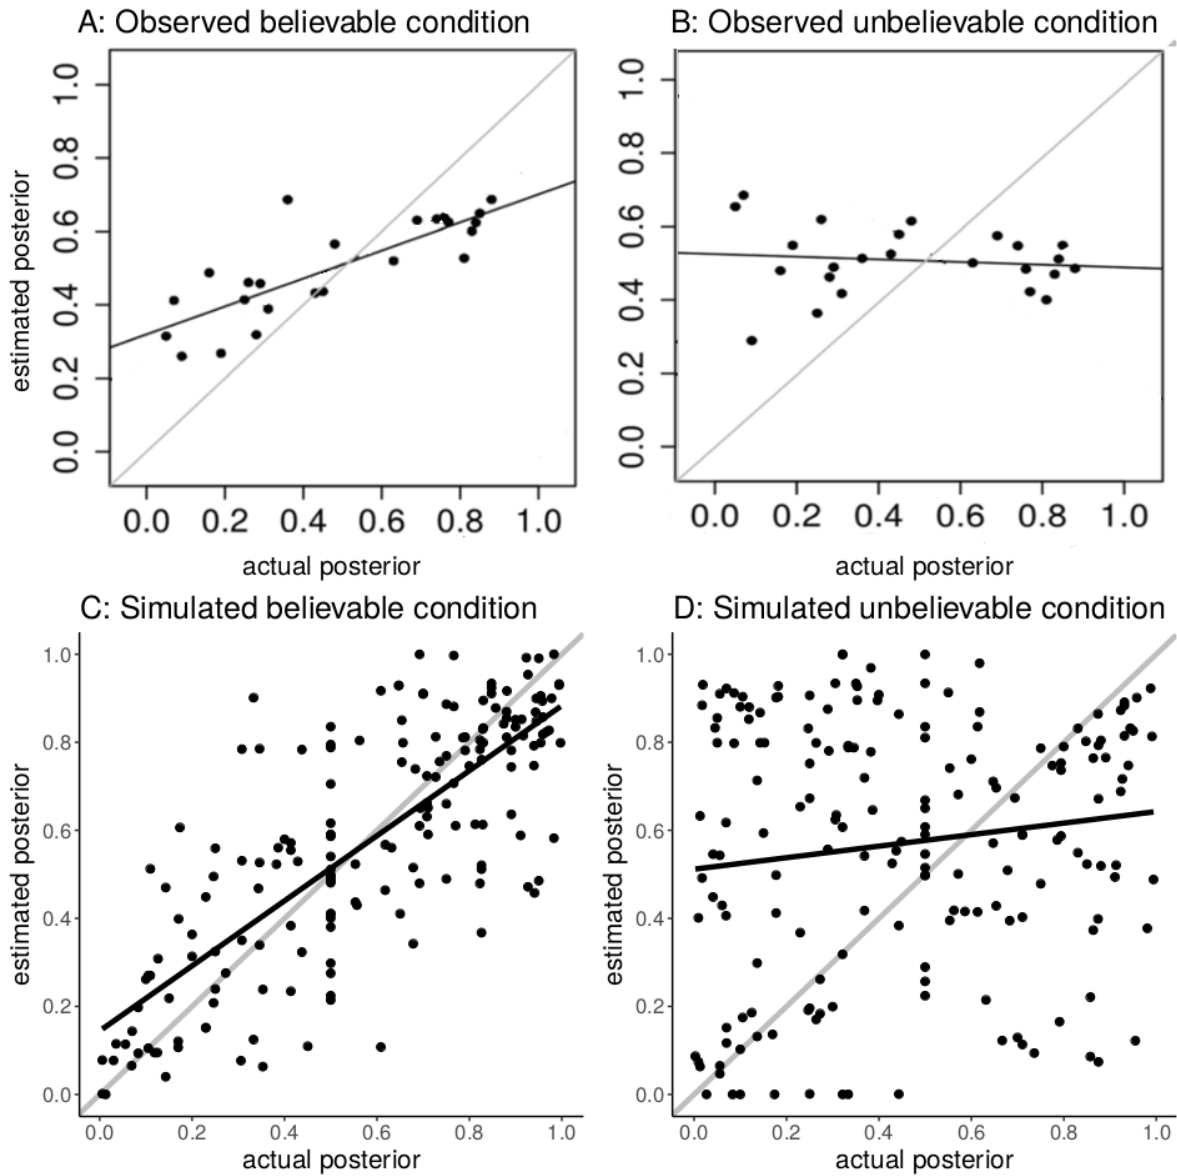 A: Observed believable condition
estimated posterior
1.0
0.8
0.6
0.4
0.2
0.0
0.0 0.2 0.4 0.6 0.8 1.0
actual posterior
B: Observed unbelievable condition
1.0
0.8
0.6
0.4
0.2
0.0
0.0 0.2 0.4 0.6 0.8 1.0
actual posterior
C: Simulated believable condition
estimated posterior
1.0
0.8
0.6
0.4
0.2
0.0
0.0 0.2 0.4 0.6 0.8 1.0
actual posterior
D: Simulated unbelievable condition
estimated posterior
1.0
0.8
0.6
0.4
0.2
0.0
0.0 0.2 0.4 0.6 0.8 1.0
actual posterior